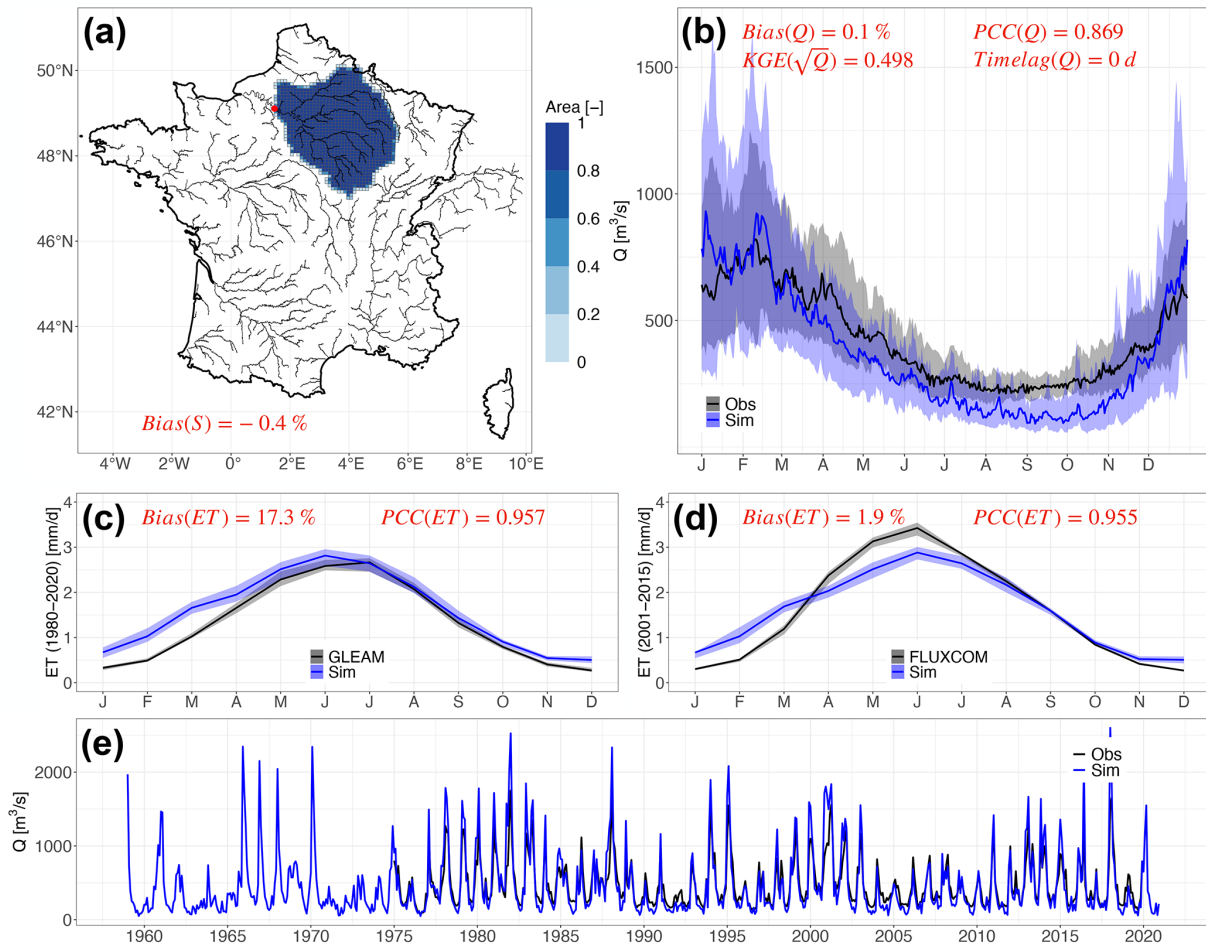 (a)
50°N
48°N
46°N
44°N
42°N
4°W 2°W 0° 2°E 4°E 6°E 8°E 10°E
Bias(S) = − 0.4 %
Area [−]
1
0.8
0.6
0.4
0.2
0
(b)
Bias(Q) = 0.1 % PCC(Q) = 0.869
KGE(√Q) = 0.498 Timelag(Q) = 0 d
Q [m³/s]
1500
1000
500
Obs
Sim
J F M A M J J A S O N D
(c)
Bias(ET) = 17.3 % PCC(ET) = 0.957
ET (1980−2020) [mm/d]
4
3
2
1
0
GLEAM
Sim
J F M A M J J A S O N D
(d)
Bias(ET) = 1.9 % PCC(ET) = 0.955
ET (2001−2015) [mm/d]
4
3
2
1
0
FLUXCOM
Sim
J F M A M J J A S O N D
(e)
Q [m³/s]
2000
1000
0
Obs
Sim
1960 1965 1970 1975 1980 1985 1990 1995 2000 2005 2010 2015 2020